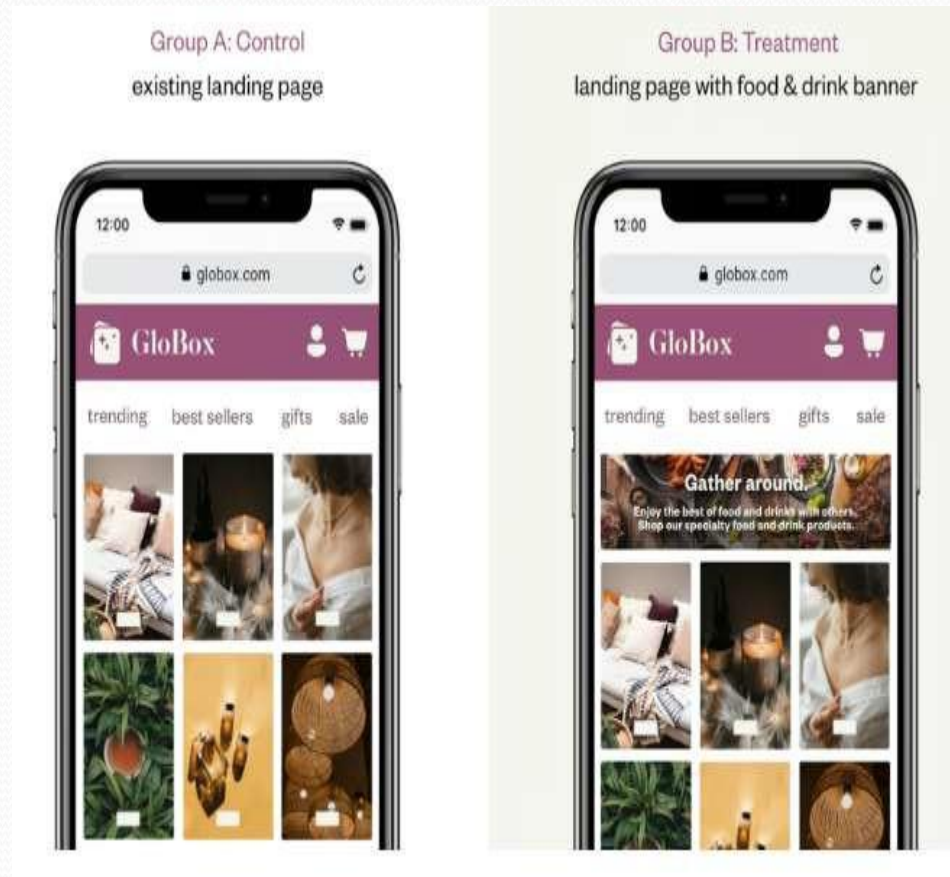 Group A: Control
existing landing page
12:00
globox.com
GloBox
trending best sellers gifts sale
Group B: Treatment
landing page with food & drink banner
12:00
globox.com
GloBox
trending best sellers gifts sale
Gather around.
Enjoy the best of food and drinks with others.
Shop our specialty food and drink products.